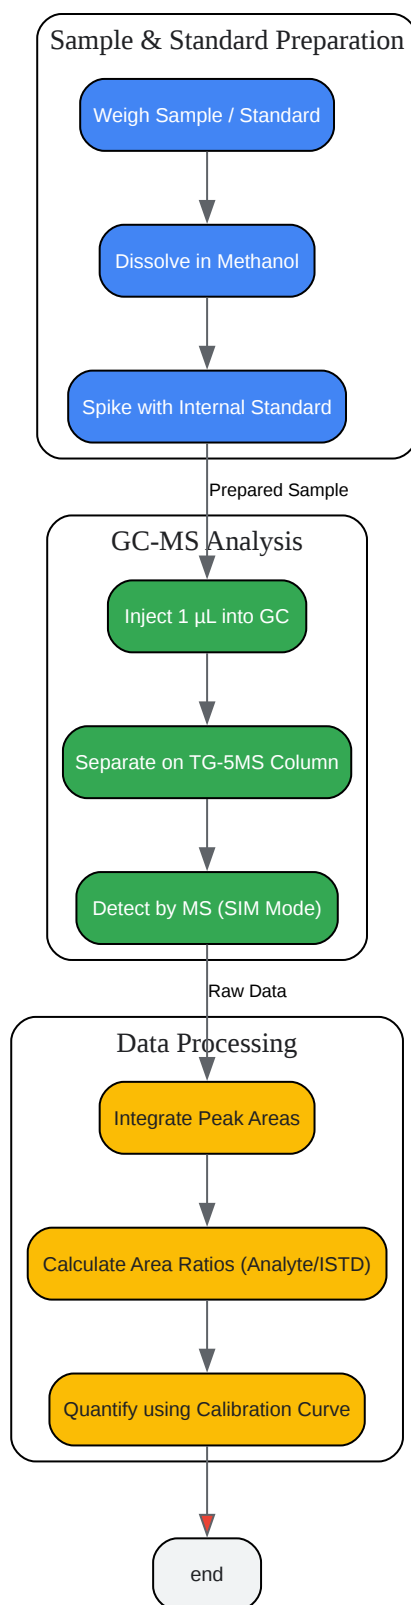 Sample & Standard Preparation
Weigh Sample / Standard
Dissolve in Methanol
Spike with Internal Standard
Prepared Sample
GC-MS Analysis
Inject 1 µL into GC
Separate on TG-5MS Column
Detect by MS (SIM Mode)
Raw Data
Data Processing
Integrate Peak Areas
Calculate Area Ratios (Analyte/ISTD)
Quantify using Calibration Curve
end